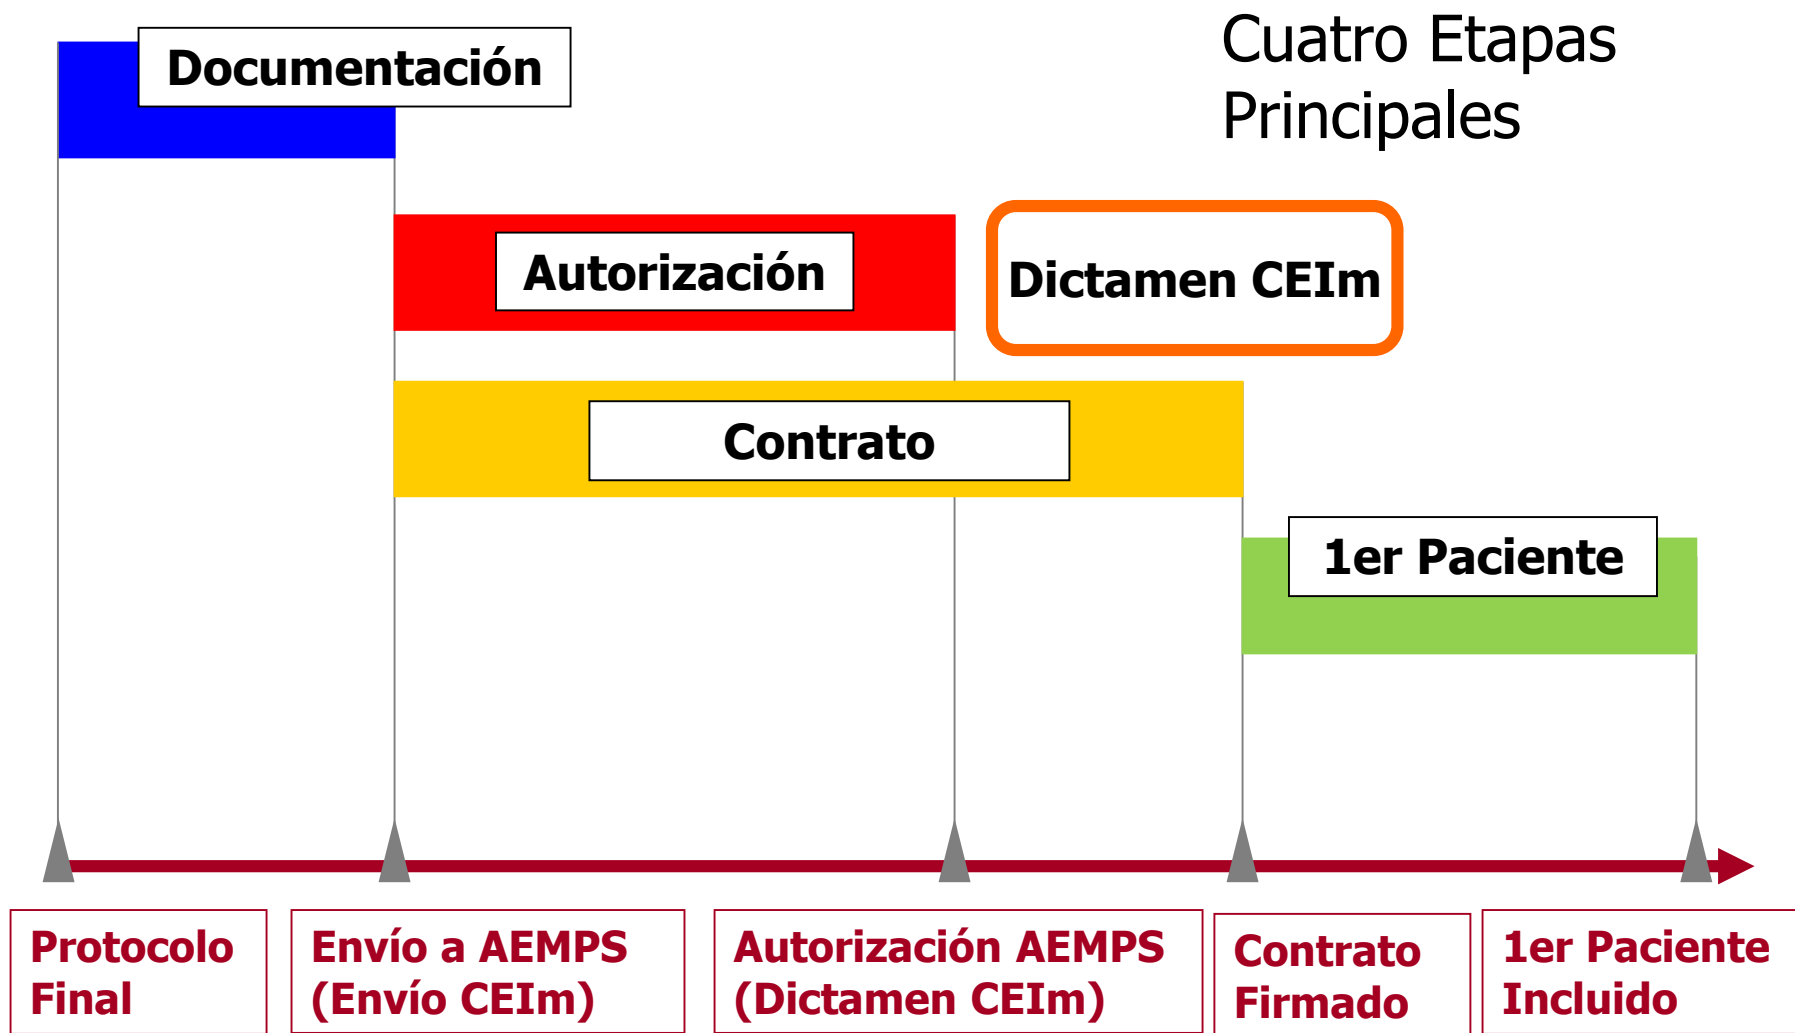 Cuatro Etapas
Principales
Documentación
Autorización
Dictamen CEIm
Contrato
1er Paciente
Protocolo
Final
Envío a AEMPS
(Envío CEIm)
Autorización AEMPS
(Dictamen CEIm)
Contrato
Firmado
1er Paciente
Incluido